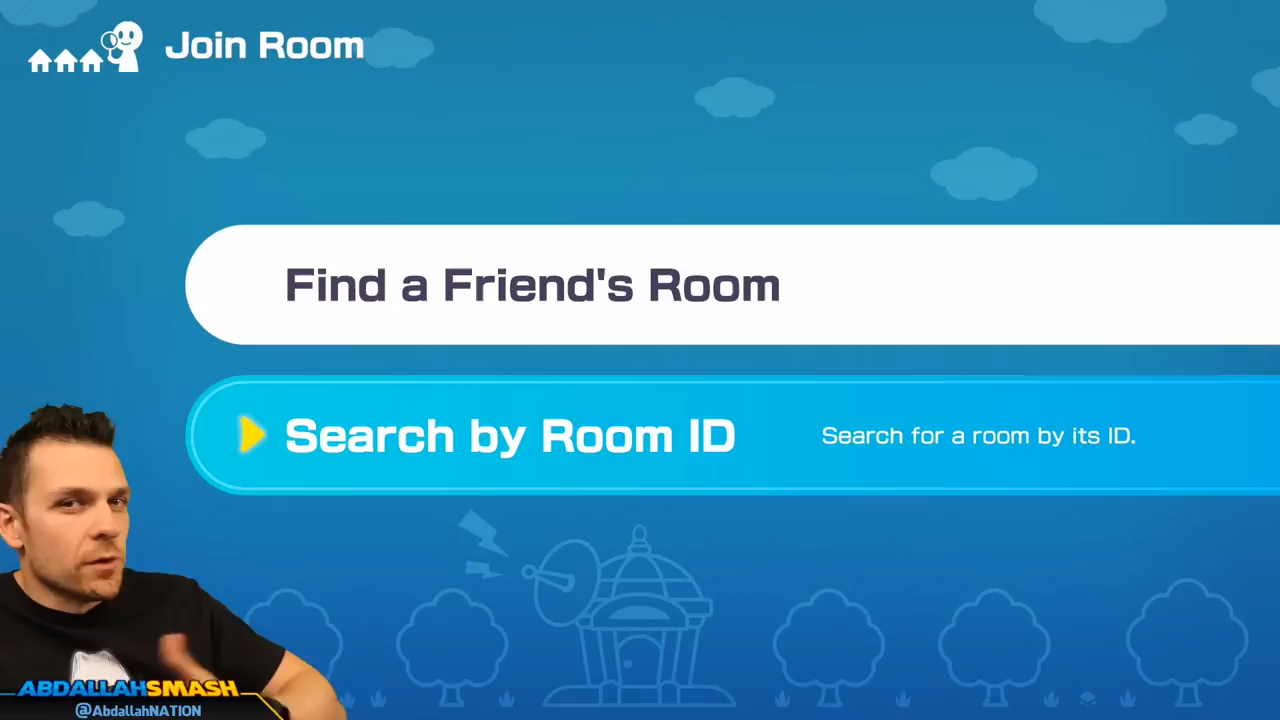 Join Room
Find a Friend's Room
Search by Room ID
Search for a room by its ID.
ABDALLAHSMASH
@AbdallahNATION